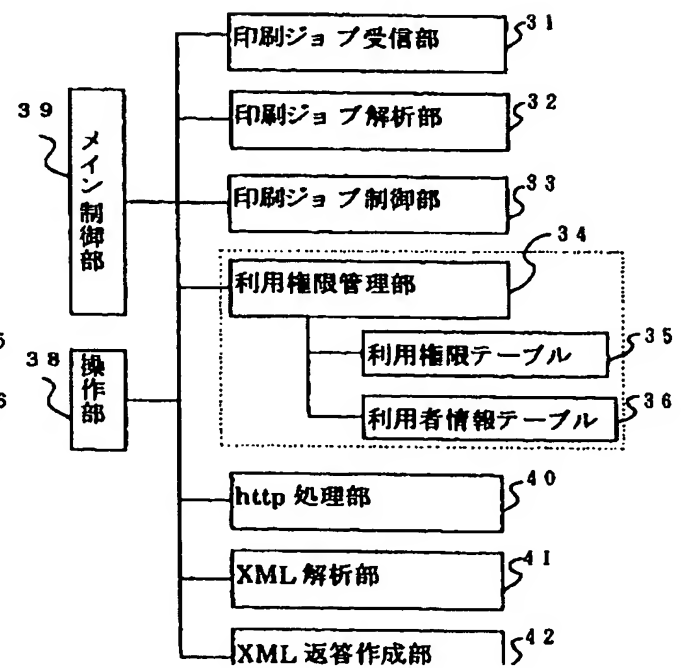 印刷ジョブ受信部 31
39
メイン制御部
印刷ジョブ解析部 32
印刷ジョブ制御部 33
34
利用権限管理部
利用権限テーブル 35
5
38
操作部
利用者情報テーブル 36
6
http 処理部 40
XML 解析部 41
XML 返答作成部 42